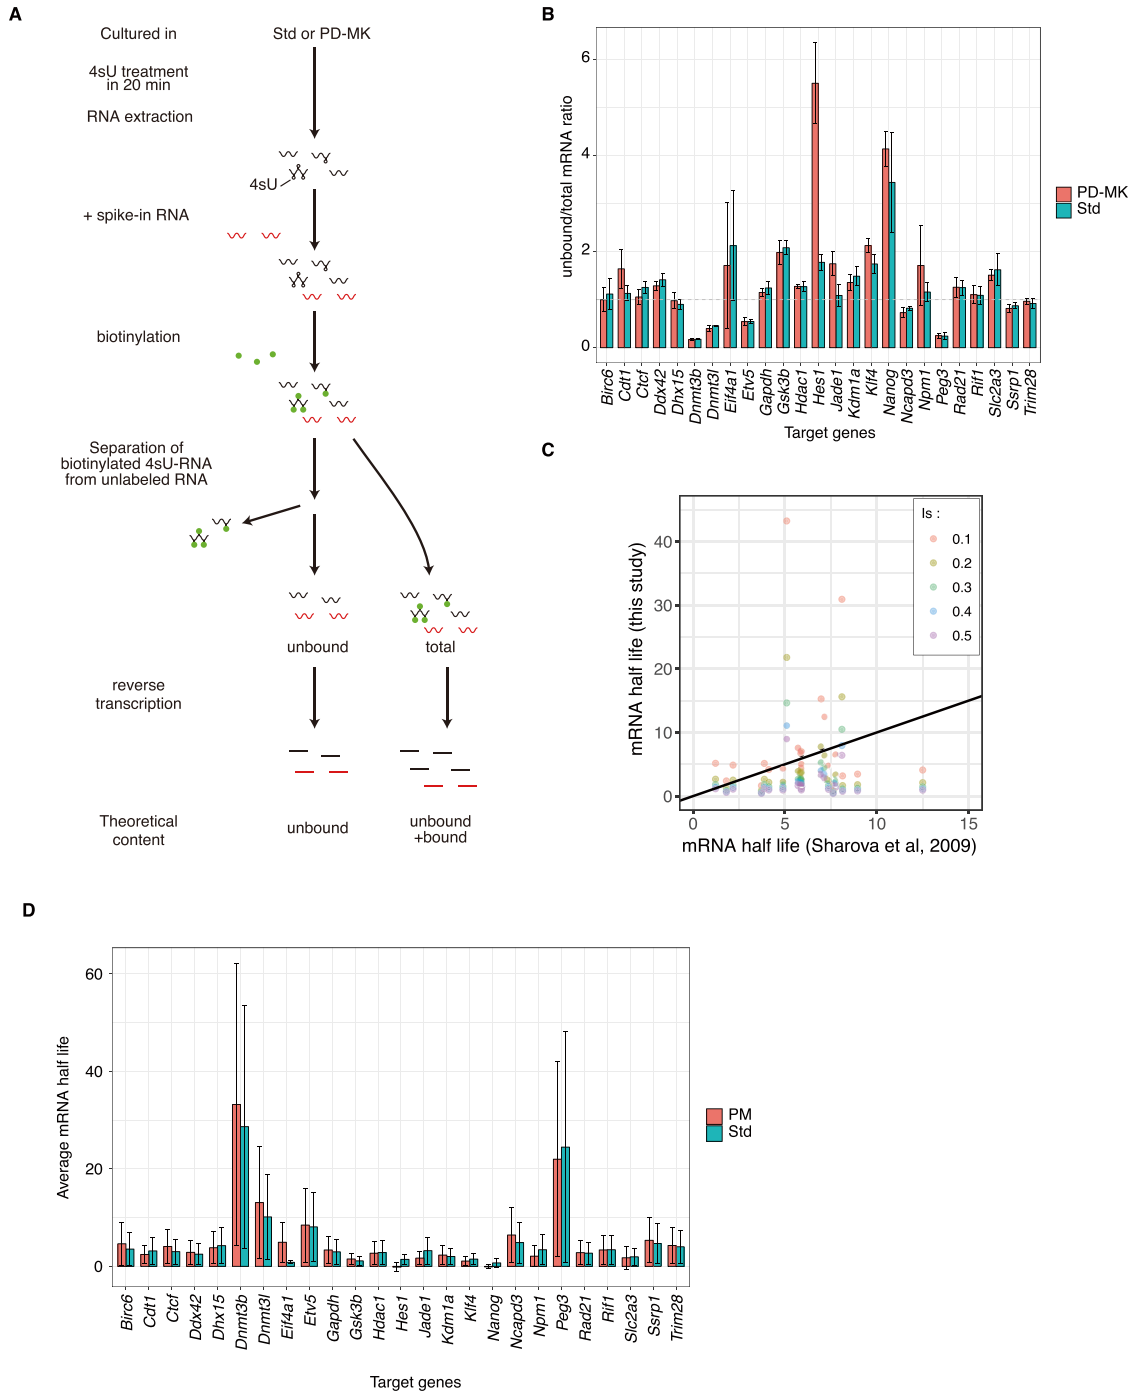 A
Cultured in
Std or PD-MK
4sU treatment
in 20 min
RNA extraction
4sU
+ spike-in RNA
biotinylation
Separation of
biotinylated 4sU-RNA
from unlabeled RNA
unbound
total
reverse
transcription
Theoretical
content
unbound
unbound
+bound
B
unbound/total mRNA ratio
6
4
2
0
Birc6
Cdt1
Ctcf
Ddx42
Dhx15
Dnmt3b
Dnmt3l
Eif4a1
Etv5
Gapdh
Gsk3b
Hdac1
Hes1
Jade1
Kdm1a
Klf4
Nanog
Ncapd3
Npm1
Peg3
Rad21
Rif1
Slc2a3
Ssrp1
Trim28
Target genes
PD-MK
Std
C
mRNA half life (this study)
40
30
20
10
0
0
5
10
15
mRNA half life (Sharova et al, 2009)
ls :
0.1
0.2
0.3
0.4
0.5
D
Average mRNA half life
60
40
20
0
Birc6
Cdt1
Ctcf
Ddx42
Dhx15
Dnmt3b
Dnmt3l
Eif4a1
Etv5
Gapdh
Gsk3b
Hdac1
Hes1
Jade1
Kdm1a
Klf4
Nanog
Ncapd3
Npm1
Peg3
Rad21
Rif1
Slc2a3
Ssrp1
Trim28
Target genes
PM
Std